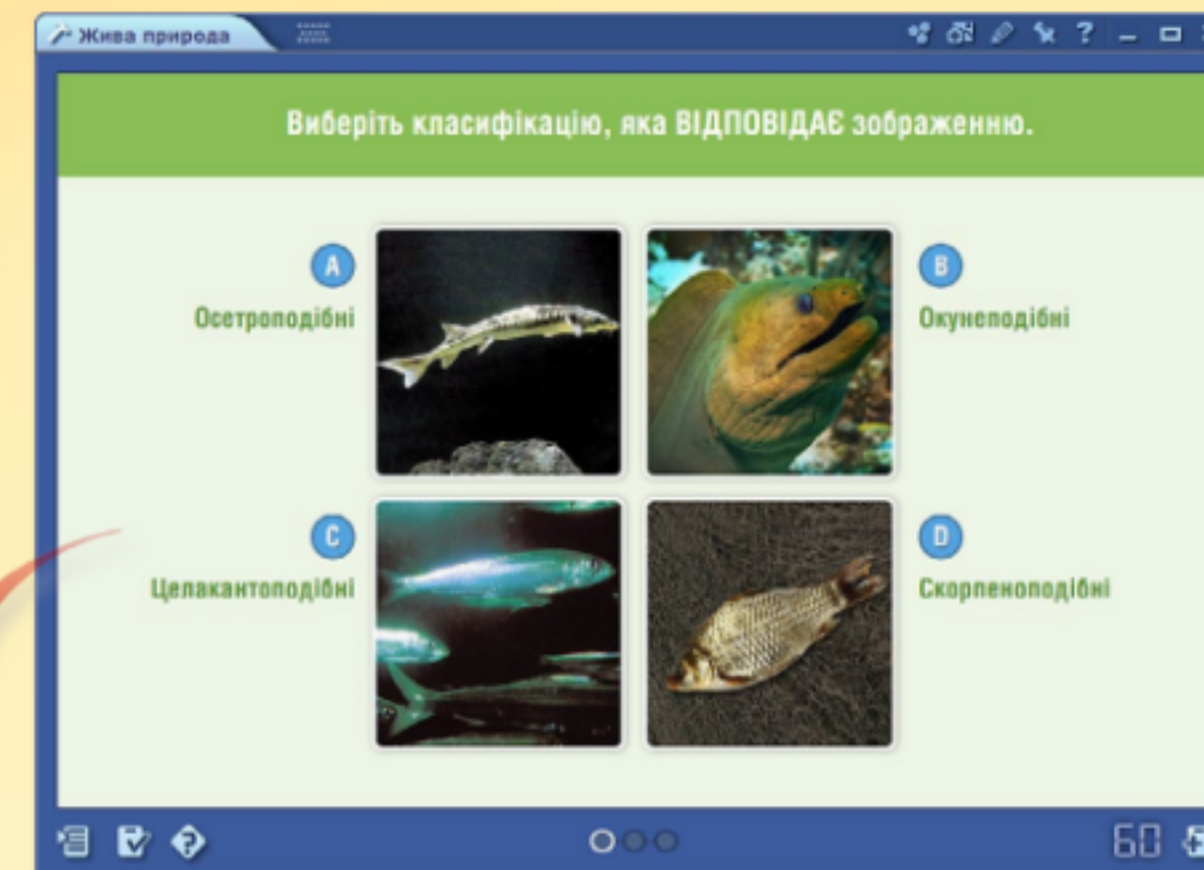 Жива природа
Виберіть класифікацію, яка ВІДПОВІДАЄ зображенню.
A
Осетроподібні
B
Окунеподібні
C
Целакантоподібні
D
Скорпеноподібні
60